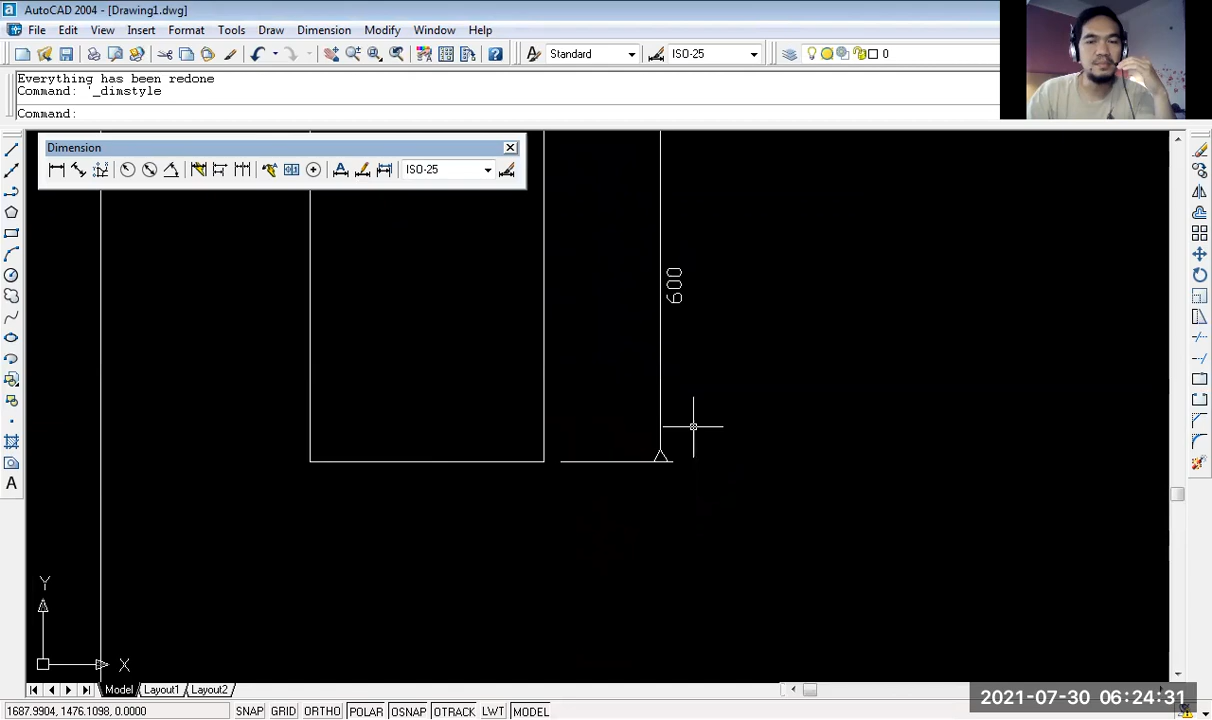 AutoCAD 2004 - [Drawing1.dwg]
File Edit View Insert Format Tools Draw Dimension Modify Window Help
Standard ISO-25 0
Everything has been redone
Command: '_dimstyle
Command:
Dimension
ISO-25
600
Y
X
Model Layout1 Layout2
1687.9904, 1476.1098, 0.0000 SNAP GRID ORTHO POLAR OSNAP OTRACK LWT MODEL
2021-07-30 06:24:31